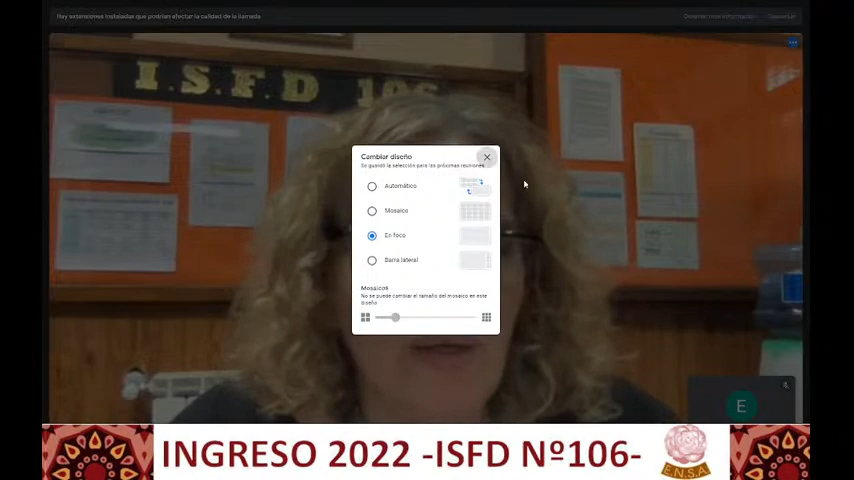 Hay extensiones instaladas que podrían afectar la calidad de la llamada
I.S.F.D 106
Cambiar diseño
Se guardó la selección para las próximas reuniones
Automático
Mosaico
En foco
Barra lateral
Mosaicos
No se puede cambiar el tamaño del mosaico en este
diseño
E
INGRESO 2022 -ISFD Nº106-
E.N.S.A.